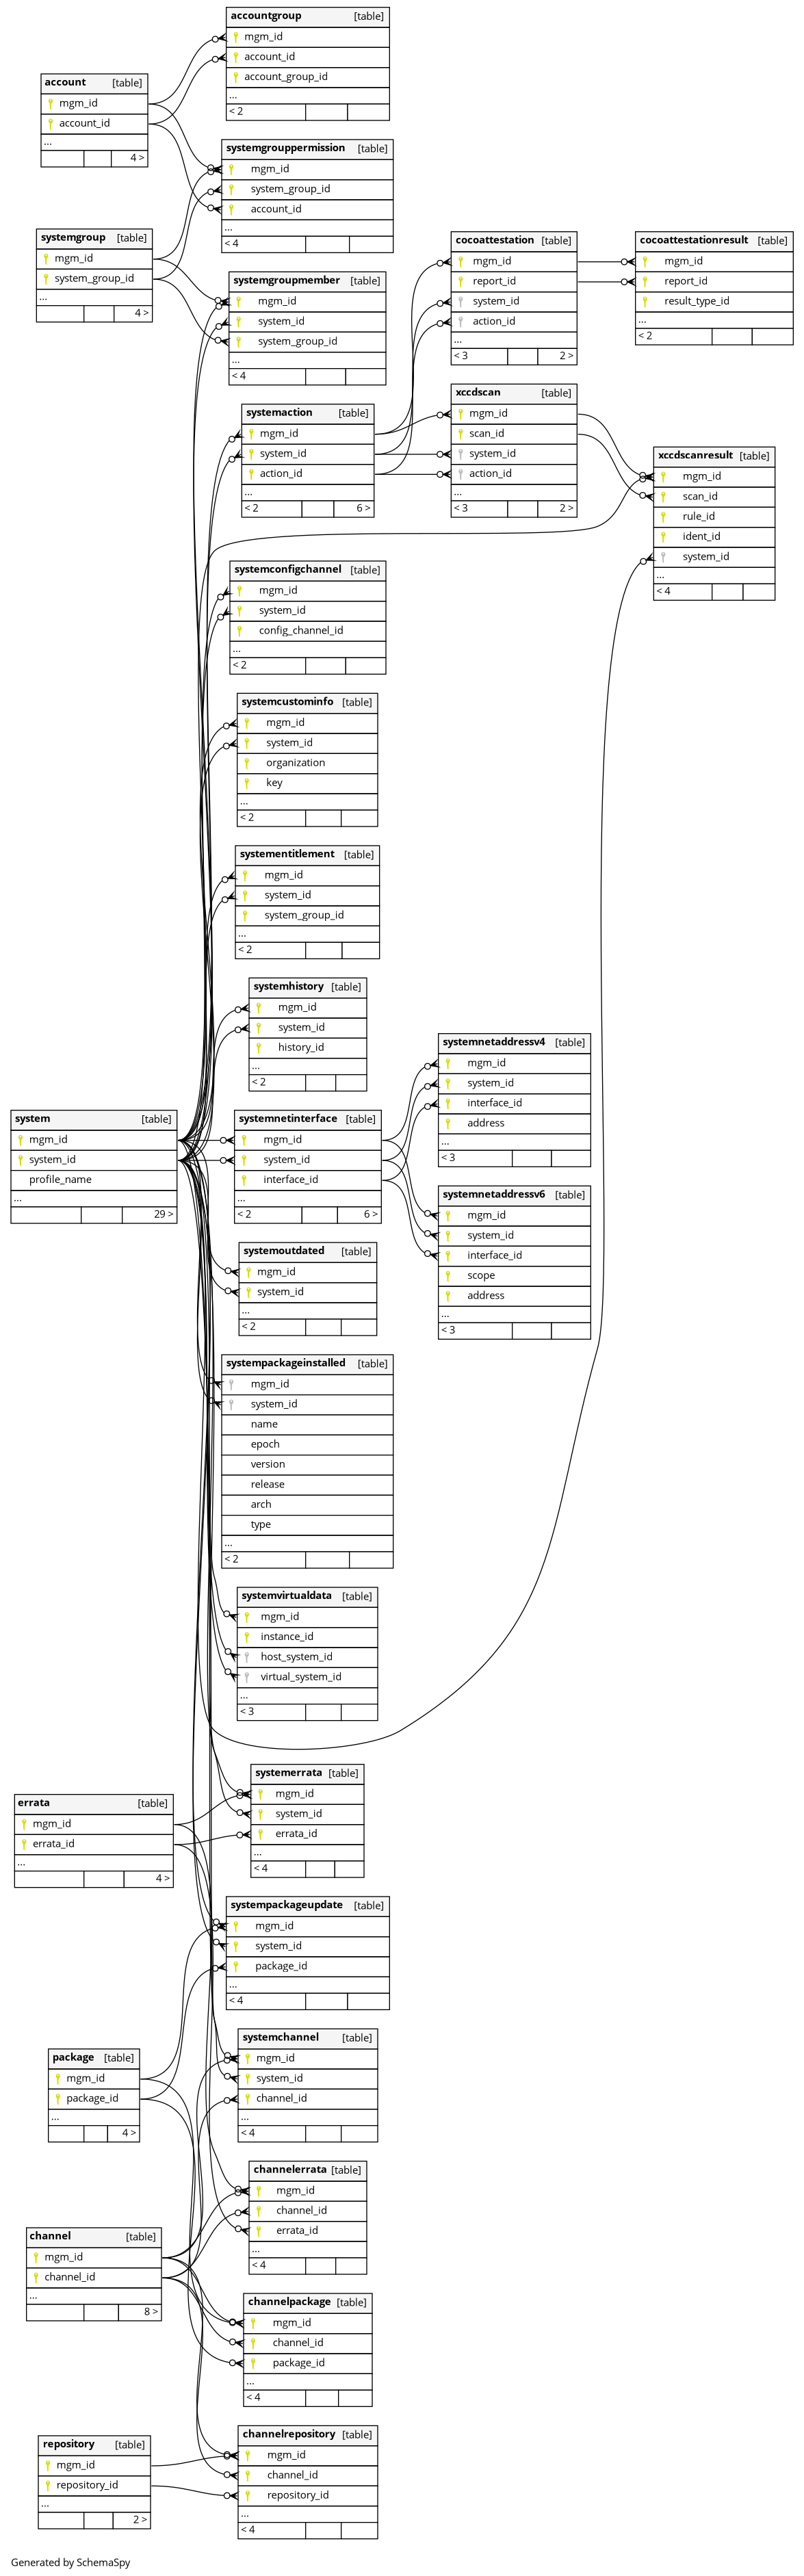 accountgroup [table]
mgm_id
account_id
account_group_id
...
< 2
account [table]
mgm_id
account_id
...
4 >
systemgrouppermission [table]
mgm_id
system_group_id
account_id
...
< 4
systemgroup [table]
mgm_id
system_group_id
...
4 >
cocoattestation [table]
mgm_id
report_id
system_id
action_id
...
< 3 2 >
cocoattestationresult [table]
mgm_id
report_id
result_type_id
...
< 2
systemgroupmember [table]
mgm_id
system_id
system_group_id
...
< 4
systemaction [table]
mgm_id
system_id
action_id
...
< 2 6 >
xccdscan [table]
mgm_id
scan_id
system_id
action_id
...
< 3 2 >
xccdscanresult [table]
mgm_id
scan_id
rule_id
ident_id
system_id
...
< 4
systemconfigchannel [table]
mgm_id
system_id
config_channel_id
...
< 2
systemcustominfo [table]
mgm_id
system_id
organization
key
...
< 2
systementitlement [table]
mgm_id
system_id
system_group_id
...
< 2
systemhistory [table]
mgm_id
system_id
history_id
...
< 2
system [table]
mgm_id
system_id
profile_name
...
29 >
systemnetinterface [table]
mgm_id
system_id
interface_id
...
< 2 6 >
systemnetaddressv4 [table]
mgm_id
system_id
interface_id
address
...
< 3
systemnetaddressv6 [table]
mgm_id
system_id
interface_id
scope
address
...
< 3
systemoutdated [table]
mgm_id
system_id
...
< 2
systempackageinstalled [table]
mgm_id
system_id
name
epoch
version
release
arch
type
...
< 2
systemvirtualdata [table]
mgm_id
instance_id
host_system_id
virtual_system_id
...
< 3
systemerrata [table]
mgm_id
system_id
errata_id
...
< 4
errata [table]
mgm_id
errata_id
...
4 >
systempackageupdate [table]
mgm_id
system_id
package_id
...
< 4
package [table]
mgm_id
package_id
...
4 >
systemchannel [table]
mgm_id
system_id
channel_id
...
< 4
channelerrata [table]
mgm_id
channel_id
errata_id
...
< 4
channel [table]
mgm_id
channel_id
...
8 >
channelpackage [table]
mgm_id
channel_id
package_id
...
< 4
channelrepository [table]
mgm_id
channel_id
repository_id
...
< 4
repository [table]
mgm_id
repository_id
...
2 >
Generated by SchemaSpy